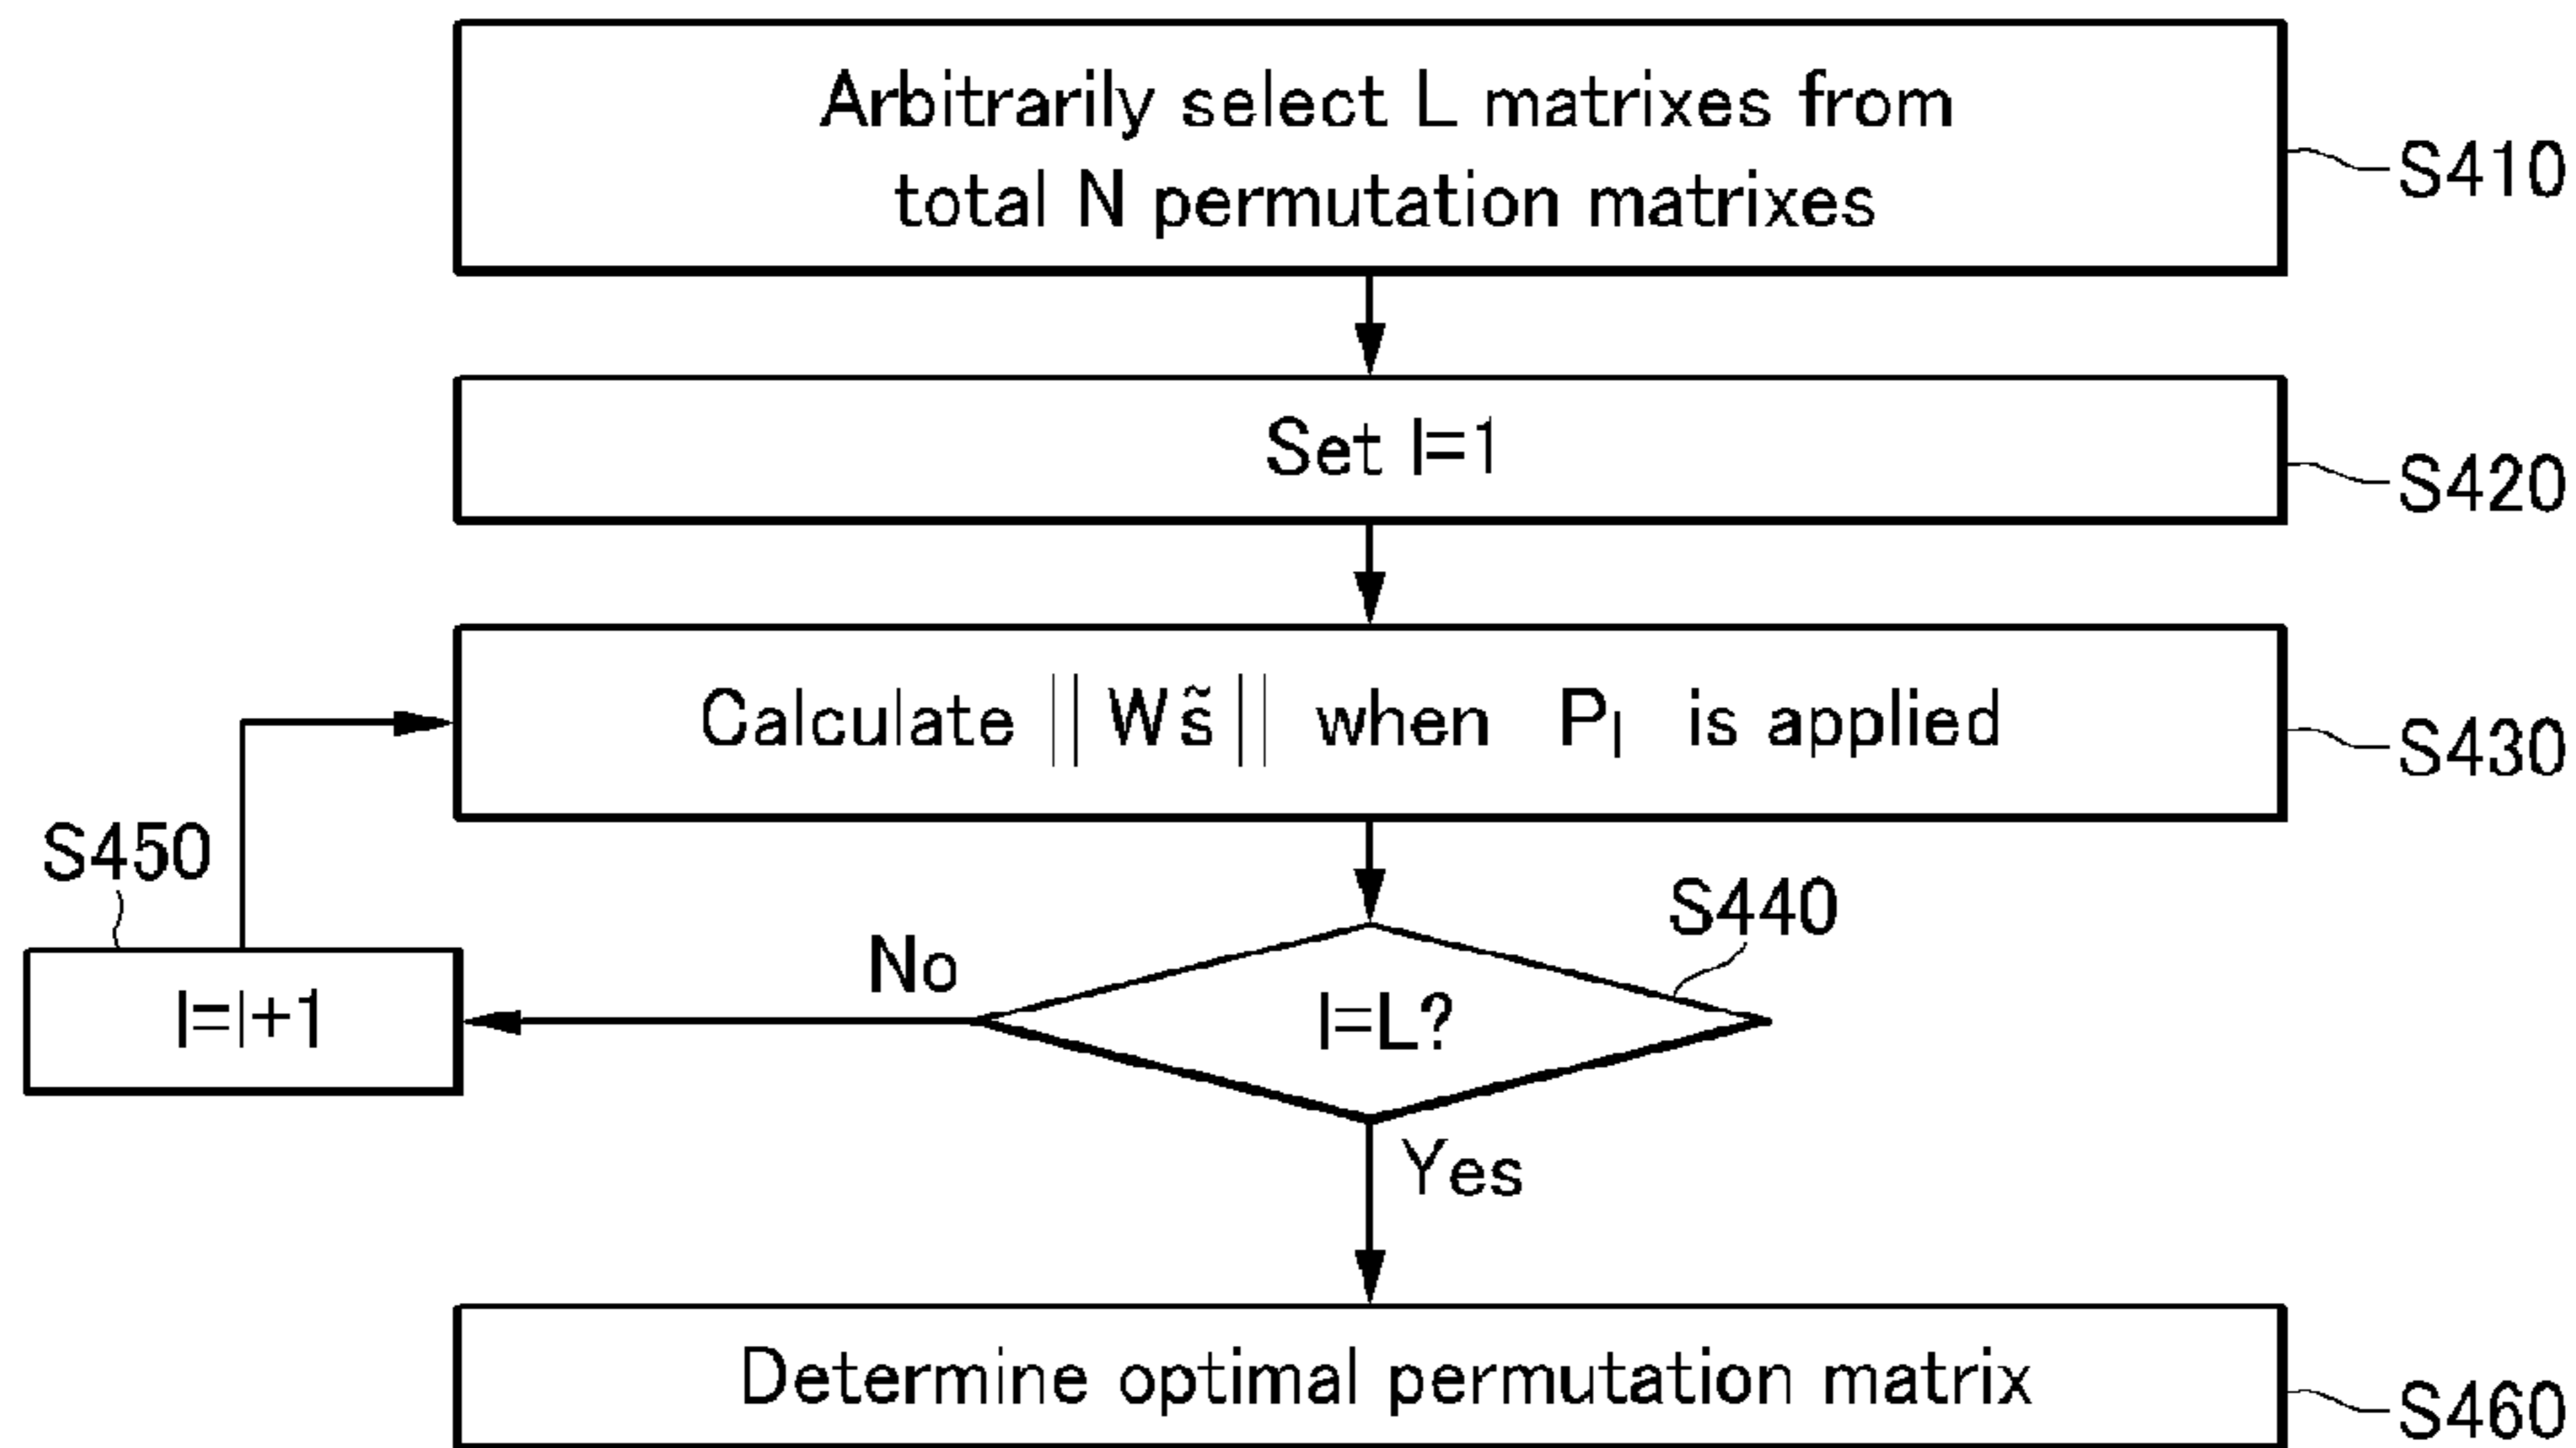 Arbitrarily select L matrixes from
total N permutation matrixes
S410
Set l=1
S420
Calculate ||Ws̃|| when Pₗ is applied
S430
S450
S440
No
l=l+1
l=L?
Yes
Determine optimal permutation matrix
S460